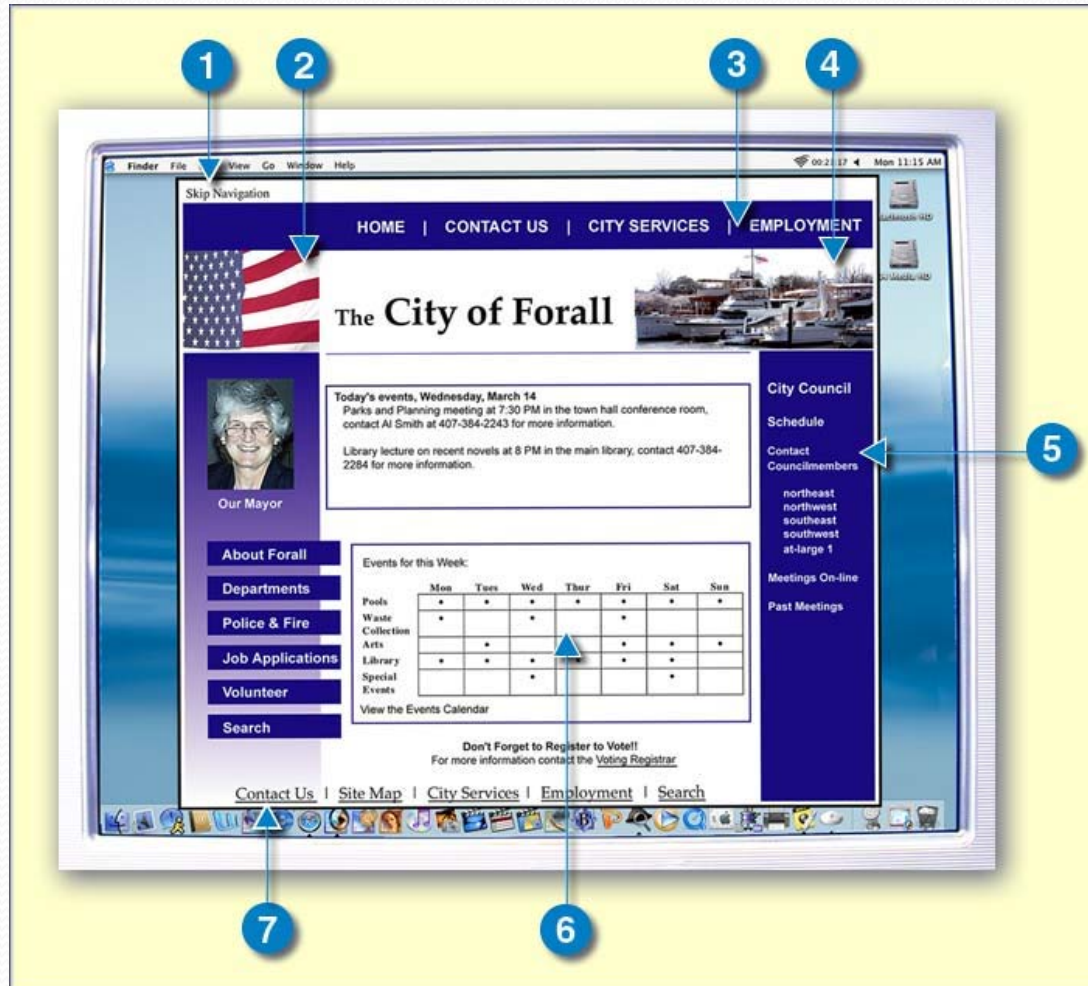 1
2
3
4
Finder File View Go Window Help
Mon 11:15 AM
Skip Navigation
HOME | CONTACT US | CITY SERVICES | EMPLOYMENT
The City of Forall
Today's events, Wednesday, March 14
Parks and Planning meeting at 7:30 PM in the town hall conference room,
contact Al Smith at 407-384-2243 for more information.
Library lecture on recent novels at 8 PM in the main library, contact 407-384-
2284 for more information.
Our Mayor
About Forall
Departments
Police & Fire
Job Applications
Volunteer
Search
Events for this Week:
Mon Tues Wed Thur Fri Sat Sun
Pools
Waste
Collection
Arts
Library
Special
Events
View the Events Calendar
Don't Forget to Register to Vote!!
For more information contact the Voting Registrar
Contact Us | Site Map | City Services | Employment | Search
City Council
Schedule
Contact
Councilmembers
northeast
northwest
southeast
southwest
at-large 1
Meetings On-line
Past Meetings
5
7
6